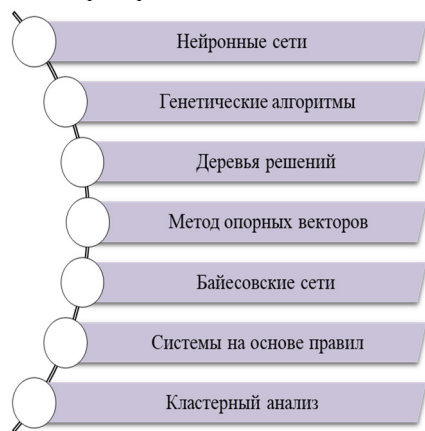 Нейронные сети
Генетические алгоритмы
Деревья решений
Метод опорных векторов
Байесовские сети
Системы на основе правил
Кластерный анализ